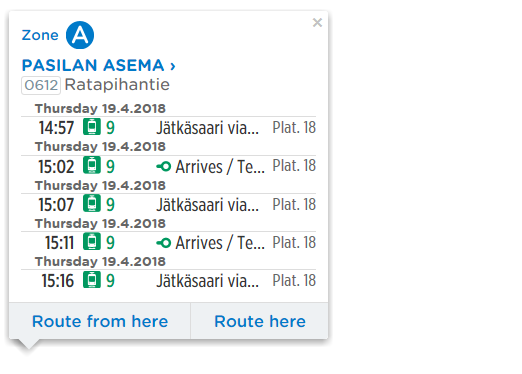 Zone A
×
PASILAN ASEMA ›
0612 Ratapihantie
Thursday 19.4.2018
14:57 9 Jätkäsaari via... Plat. 18
Thursday 19.4.2018
15:02 9 Arrives / Te... Plat. 18
Thursday 19.4.2018
15:07 9 Jätkäsaari via... Plat. 18
Thursday 19.4.2018
15:11 9 Arrives / Te... Plat. 18
Thursday 19.4.2018
15:16 9 Jätkäsaari via... Plat. 18
Route from here Route here